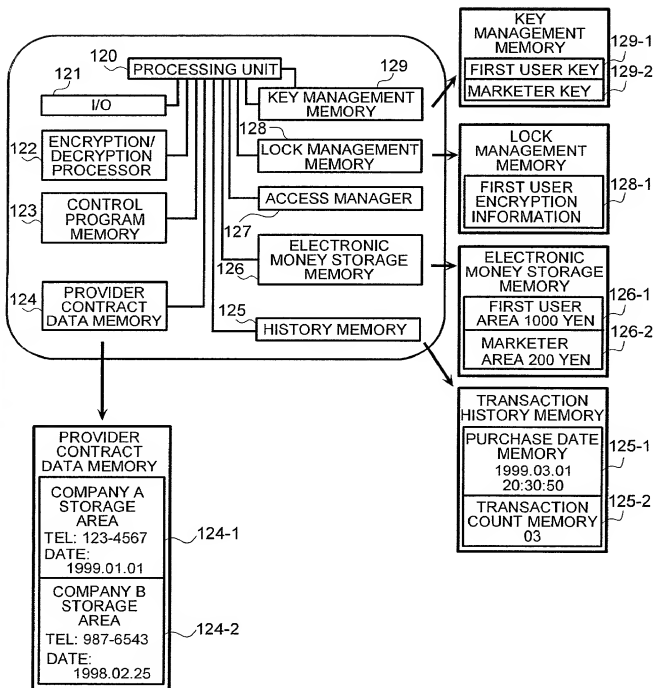 120
PROCESSING UNIT
121
I/O
122
ENCRYPTION/
DECRYPTION
PROCESSOR
123
CONTROL
PROGRAM
MEMORY
124
PROVIDER
CONTRACT
DATA MEMORY
129
KEY MANAGEMENT
MEMORY
128
LOCK MANAGEMENT
MEMORY
ACCESS MANAGER
127
ELECTRONIC
MONEY STORAGE
MEMORY
126
125
HISTORY MEMORY
KEY
MANAGEMENT
MEMORY
129-1
FIRST USER KEY
129-2
MARKETER KEY
LOCK
MANAGEMENT
MEMORY
FIRST USER
ENCRYPTION
INFORMATION
128-1
ELECTRONIC
MONEY STORAGE
MEMORY
126-1
FIRST USER
AREA 1000 YEN
126-2
MARKETER
AREA 200 YEN
TRANSACTION
HISTORY MEMORY
PURCHASE DATE
MEMORY
1999.03.01
20:30:50
125-1
125-2
TRANSACTION
COUNT MEMORY
03
PROVIDER
CONTRACT
DATA MEMORY
COMPANY A
STORAGE
AREA
TEL: 123-4567
DATE:
1999.01.01
124-1
COMPANY B
STORAGE
AREA
TEL: 987-6543
DATE:
1998.02.25
124-2